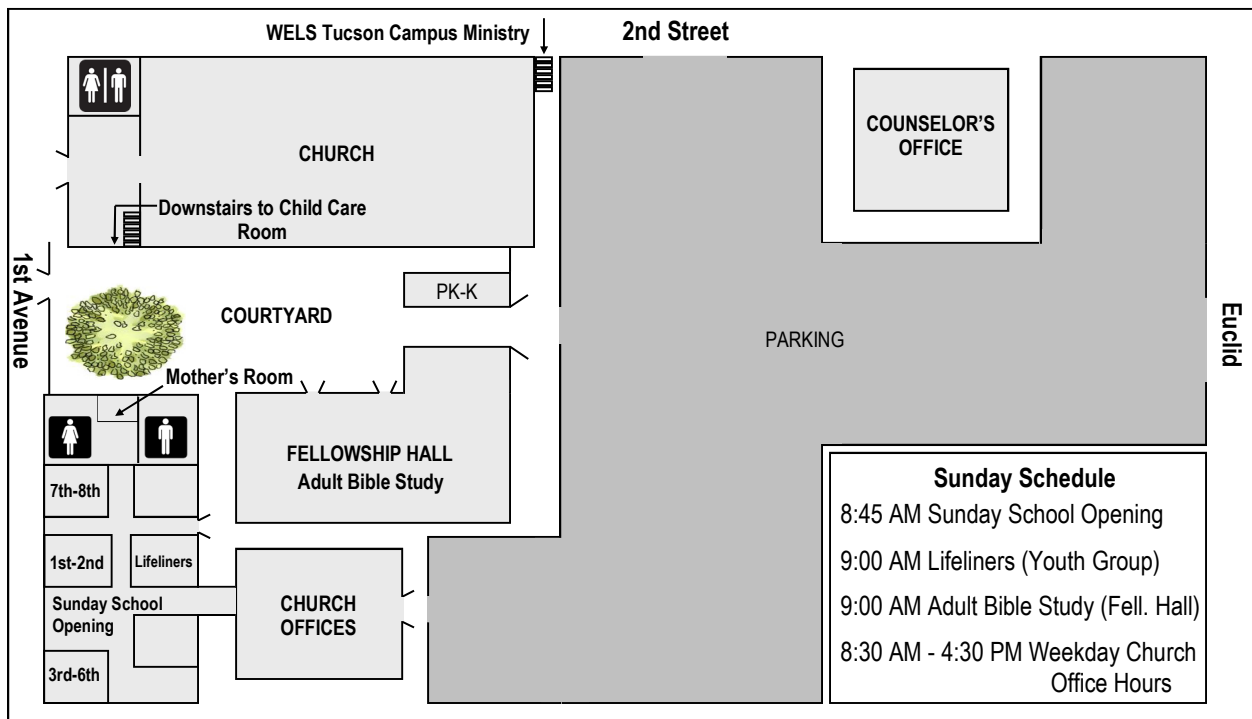 WELS Tucson Campus Ministry
2nd Street
COUNSELOR'S
OFFICE
CHURCH
Downstairs to Child Care
Room
1st Avenue
PK-K
COURTYARD
PARKING
Euclid
Mother's Room
FELLOWSHIP HALL
Adult Bible Study
7th-8th
1st-2nd
Lifeliners
Sunday School
Opening
CHURCH
OFFICES
3rd-6th
Sunday Schedule
8:45 AM Sunday School Opening
9:00 AM Lifeliners (Youth Group)
9:00 AM Adult Bible Study (Fell. Hall)
8:30 AM - 4:30 PM Weekday Church
Office Hours